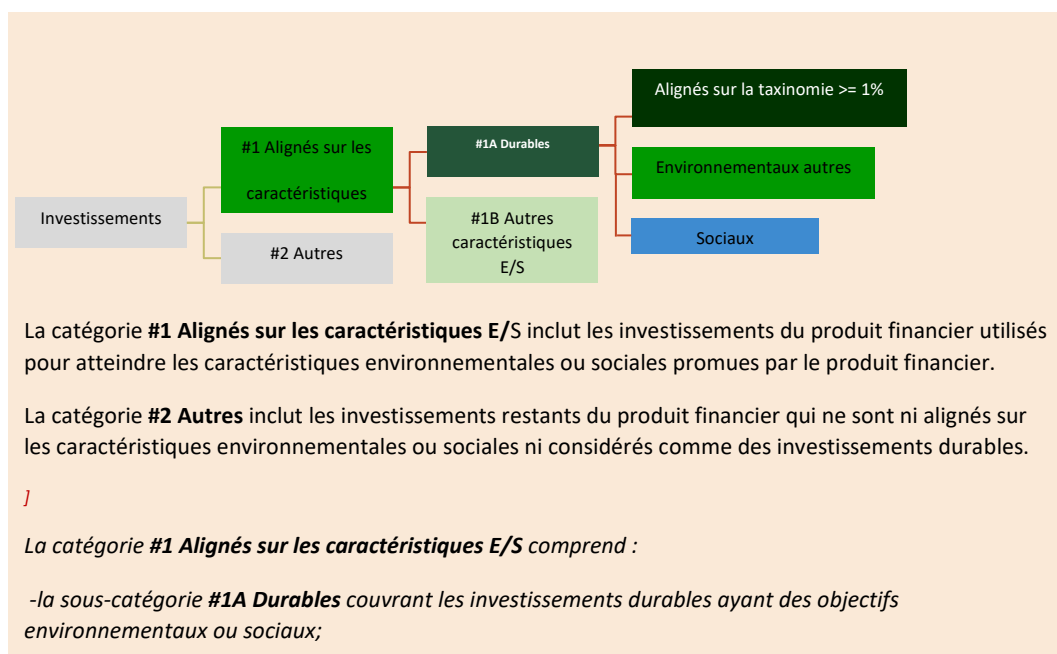 Alignés sur la taxinomie >= 1%
#1 Alignés sur les
caractéristiques
#1A Durables
Environnementaux autres
Investissements
#1B Autres
caractéristiques
E/S
Sociaux
#2 Autres
La catégorie #1 Alignés sur les caractéristiques E/S inclut les investissements du produit financier utilisés
pour atteindre les caractéristiques environnementales ou sociales promues par le produit financier.
La catégorie #2 Autres inclut les investissements restants du produit financier qui ne sont ni alignés sur
les caractéristiques environnementales ou sociales ni considérés comme des investissements durables.
]
La catégorie #1 Alignés sur les caractéristiques E/S comprend :
-la sous-catégorie #1A Durables couvrant les investissements durables ayant des objectifs
environnementaux ou sociaux;